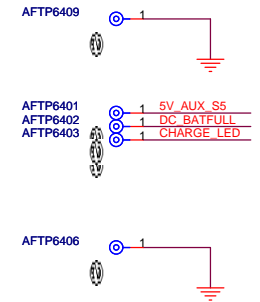 AFTP6409 1
AFTP6401 1 5V_AUX_S5
AFTP6402 1 DC_BATFULL
AFTP6403 1 CHARGE_LED
AFTP6406 1